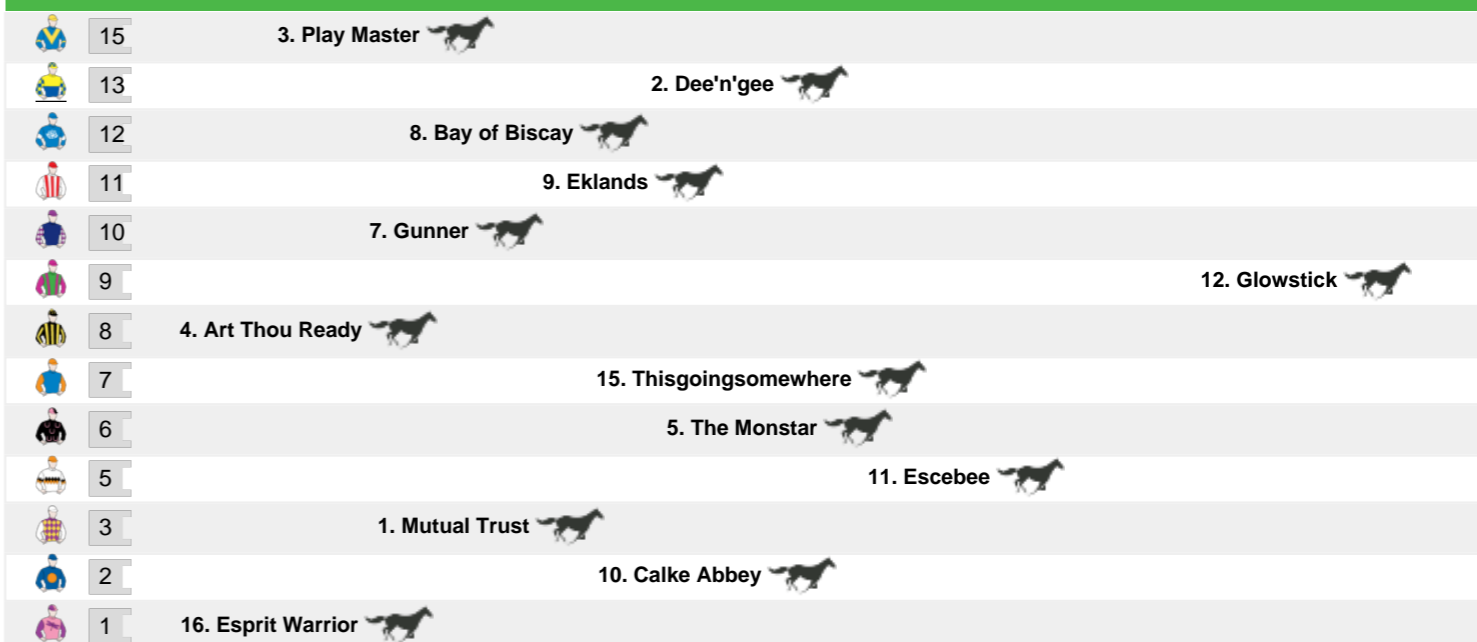 15 3. Play Master
13 2. Dee'n'gee
12 8. Bay of Biscay
11 9. Eklands
10 7. Gunner
9 12. Glowstick
8 4. Art Thou Ready
7 15. Thisgoingsomewhere
6 5. The Monstar
5 11. Escebee
3 1. Mutual Trust
2 10. Calke Abbey
1 16. Esprit Warrior